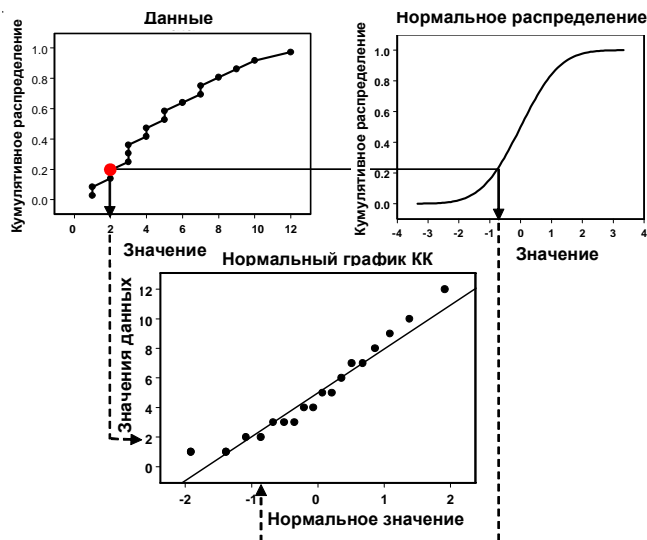 Данные
Кумулятивное распределение
1.0
0.8
0.6
0.4
0.2
0.0
0 2 4 6 8 10 12
Значение
Нормальное распределение
Кумулятивное распределение
1.0
0.8
0.6
0.4
0.2
0.0
-4 -3 -2 -1 0 1 2 3 4
Значение
Нормальный график КК
Значения данных
12
10
8
6
4
2
0
-2 -1 0 1 2
Нормальное значение